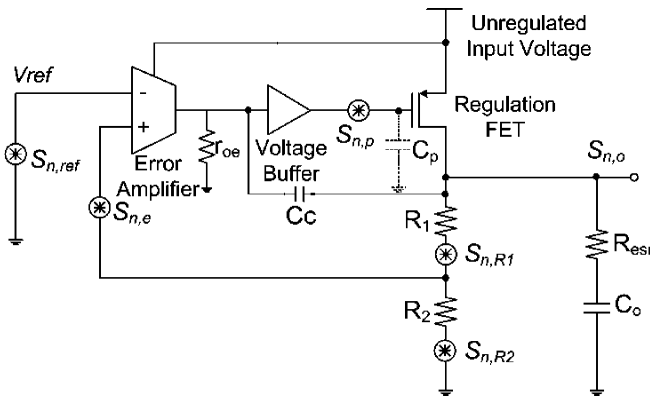 Unregulated
Input Voltage
Vref
-
+
Error
Amplifier
roe
Voltage
Buffer
Sn,p
Cp
Regulation
FET
Sn,o
Sn,ref
Sn,e
Cc
R1
Sn,R1
Resr
R2
Co
Sn,R2